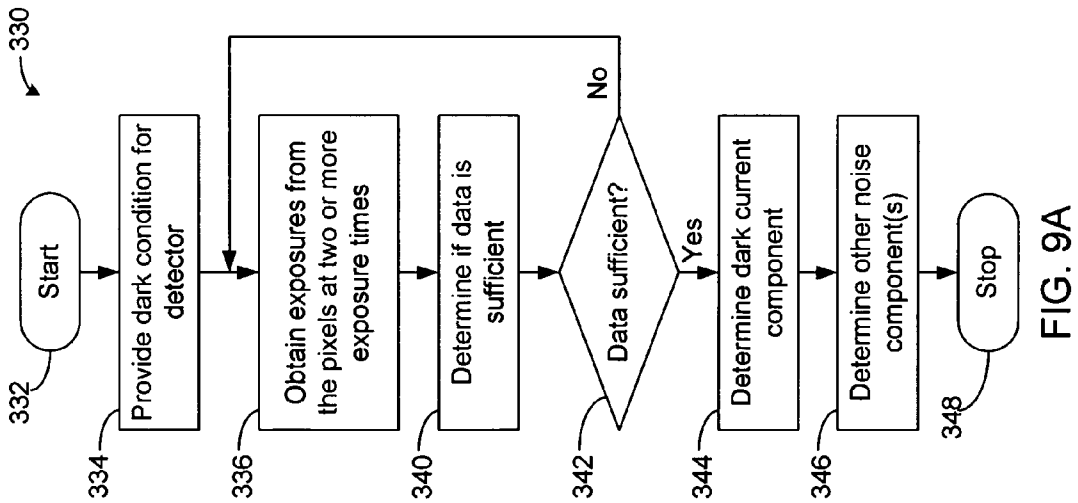 330
332
Start
334
Provide dark condition for
detector
336
Obtain exposures from
the pixels at two or more
exposure times
340
Determine if data is
sufficient
342
Data sufficient?
No
Yes
344
Determine dark current
component
346
Determine other noise
component(s)
348
Stop
FIG. 9A